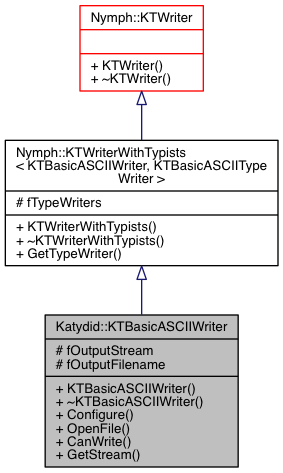 Nymph::KTWriter
+ KTWriter()
+ ~KTWriter()
Nymph::KTWriterWithTypists
< KTBasicASCIIWriter, KTBasicASCIIType
Writer >
# fTypeWriters
+ KTWriterWithTypists()
+ ~KTWriterWithTypists()
+ GetTypeWriter()
Katydid::KTBasicASCIIWriter
# fOutputStream
# fOutputFilename
+ KTBasicASCIIWriter()
+ ~KTBasicASCIIWriter()
+ Configure()
+ OpenFile()
+ CanWrite()
+ GetStream()